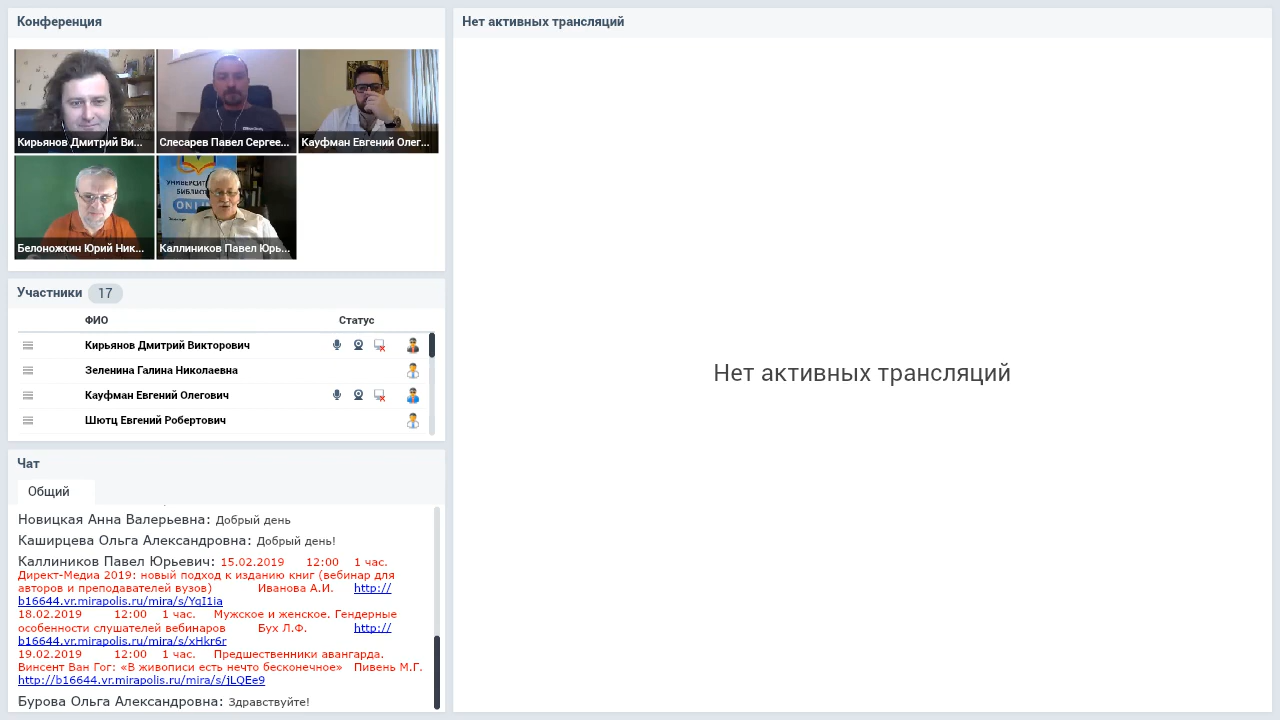 Конференция
Кирьянов Дмитрий Ви...
Слесарев Павел Сергее...
Кауфман Евгений Олег...
УНИВЕРСИТ
БИБЛИОТ
ONLI
Белоножкин Юрий Ник...
Каллиников Павел Юрь...
Участники 17
ФИО Статус
Кирьянов Дмитрий Викторович
Зеленина Галина Николаевна
Кауфман Евгений Олегович
Шютц Евгений Робертович
Чат
Общий
Новицкая Анна Валерьевна: Добрый день
Каширцева Ольга Александровна: Добрый день!
Каллиников Павел Юрьевич: 15.02.2019 12:00 1 час.
Директ-Медиа 2019: новый подход к изданию книг (вебинар для
авторов и преподавателей вузов) Иванова А.И. http://
b16644.vr.mirapolis.ru/mira/s/YqI1ia
18.02.2019 12:00 1 час. Мужское и женское. Гендерные
особенности слушателей вебинаров Бух Л.Ф. http://
b16644.vr.mirapolis.ru/mira/s/xHkr6r
19.02.2019 12:00 1 час. Предшественники авангарда.
Винсент Ван Гог: «В живописи есть нечто бесконечное» Пивень М.Г.
http://b16644.vr.mirapolis.ru/mira/s/jLQEe9
Бурова Ольга Александровна: Здравствуйте!
Нет активных трансляций
Нет активных трансляций